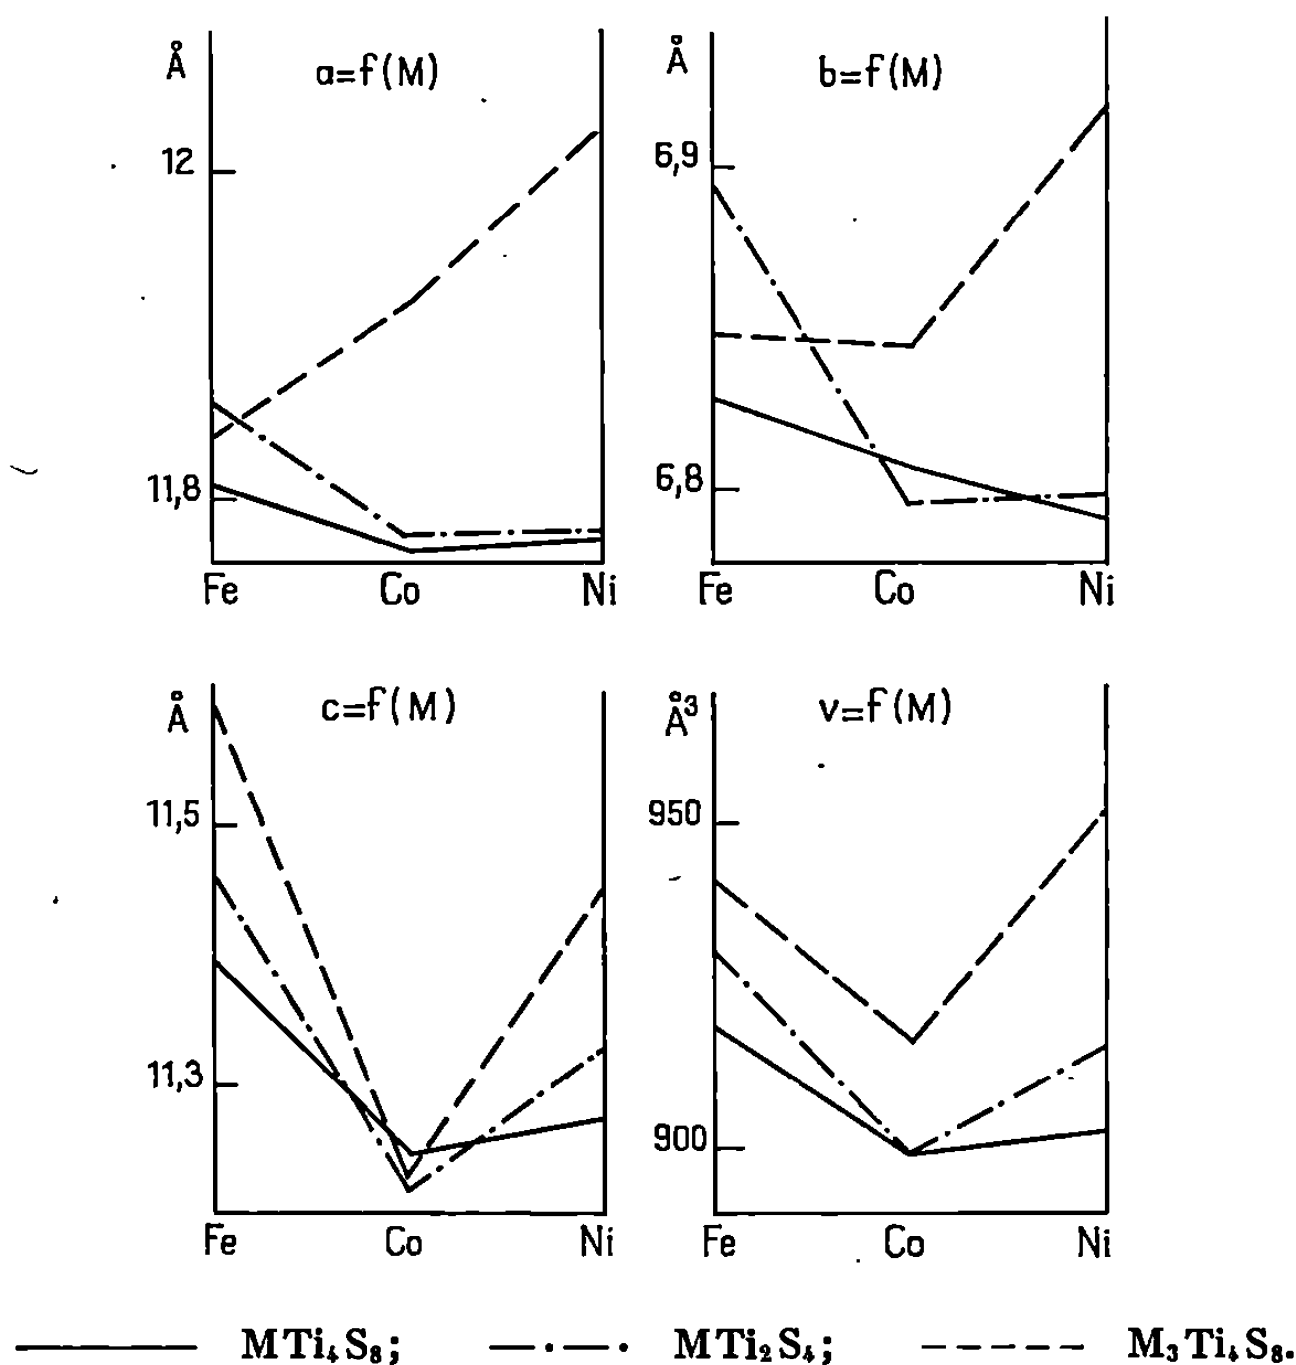 Å
a=f(M)
12
11,8
Fe Co Ni
Å
b=f(M)
6,9
6,8
Fe Co Ni
Å
c=f(M)
11,5
11,3
Fe Co Ni
Å³
v=f(M)
950
900
Fe Co Ni
MTi₄S₈; MTi₂S₄; M₃Ti₄S₈.